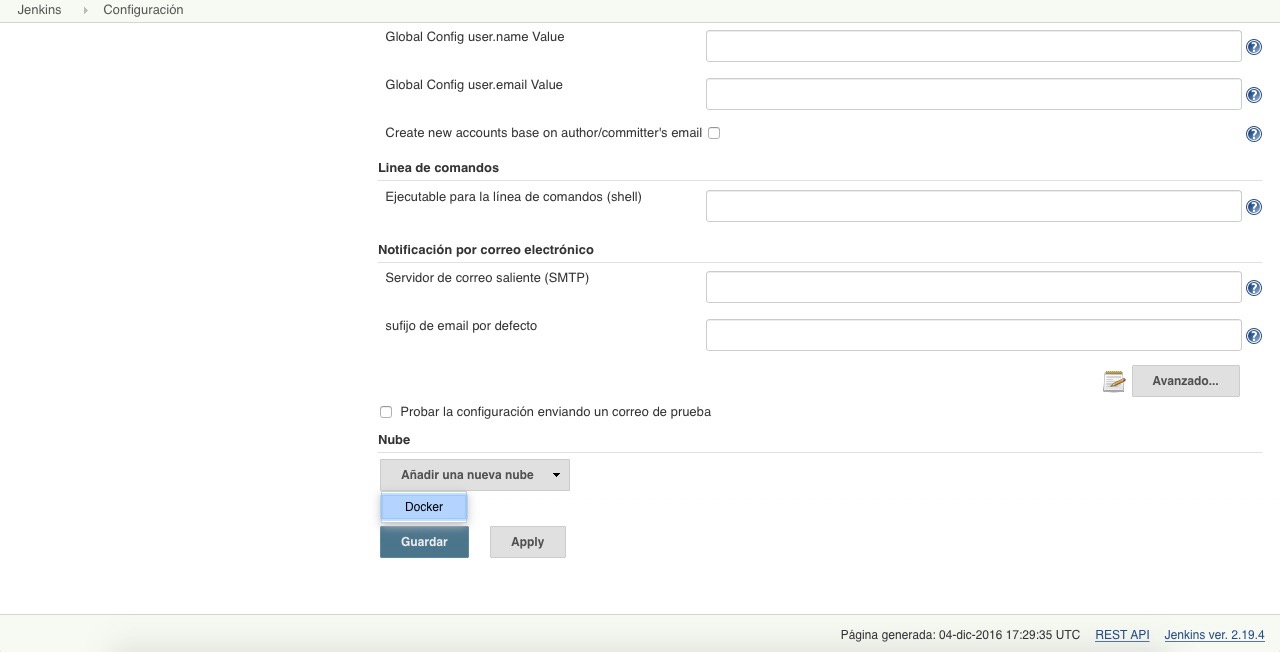 Jenkins Configuración
Global Config user.name Value
Global Config user.email Value
Create new accounts base on author/committer's email
Linea de comandos
Ejecutable para la línea de comandos (shell)
Notificación por correo electrónico
Servidor de correo saliente (SMTP)
sufijo de email por defecto
Avanzado...
Probar la configuración enviando un correo de prueba
Nube
Añadir una nueva nube
Docker
Guardar Apply
Página generada: 04-dic-2016 17:29:35 UTC REST API Jenkins ver. 2.19.4